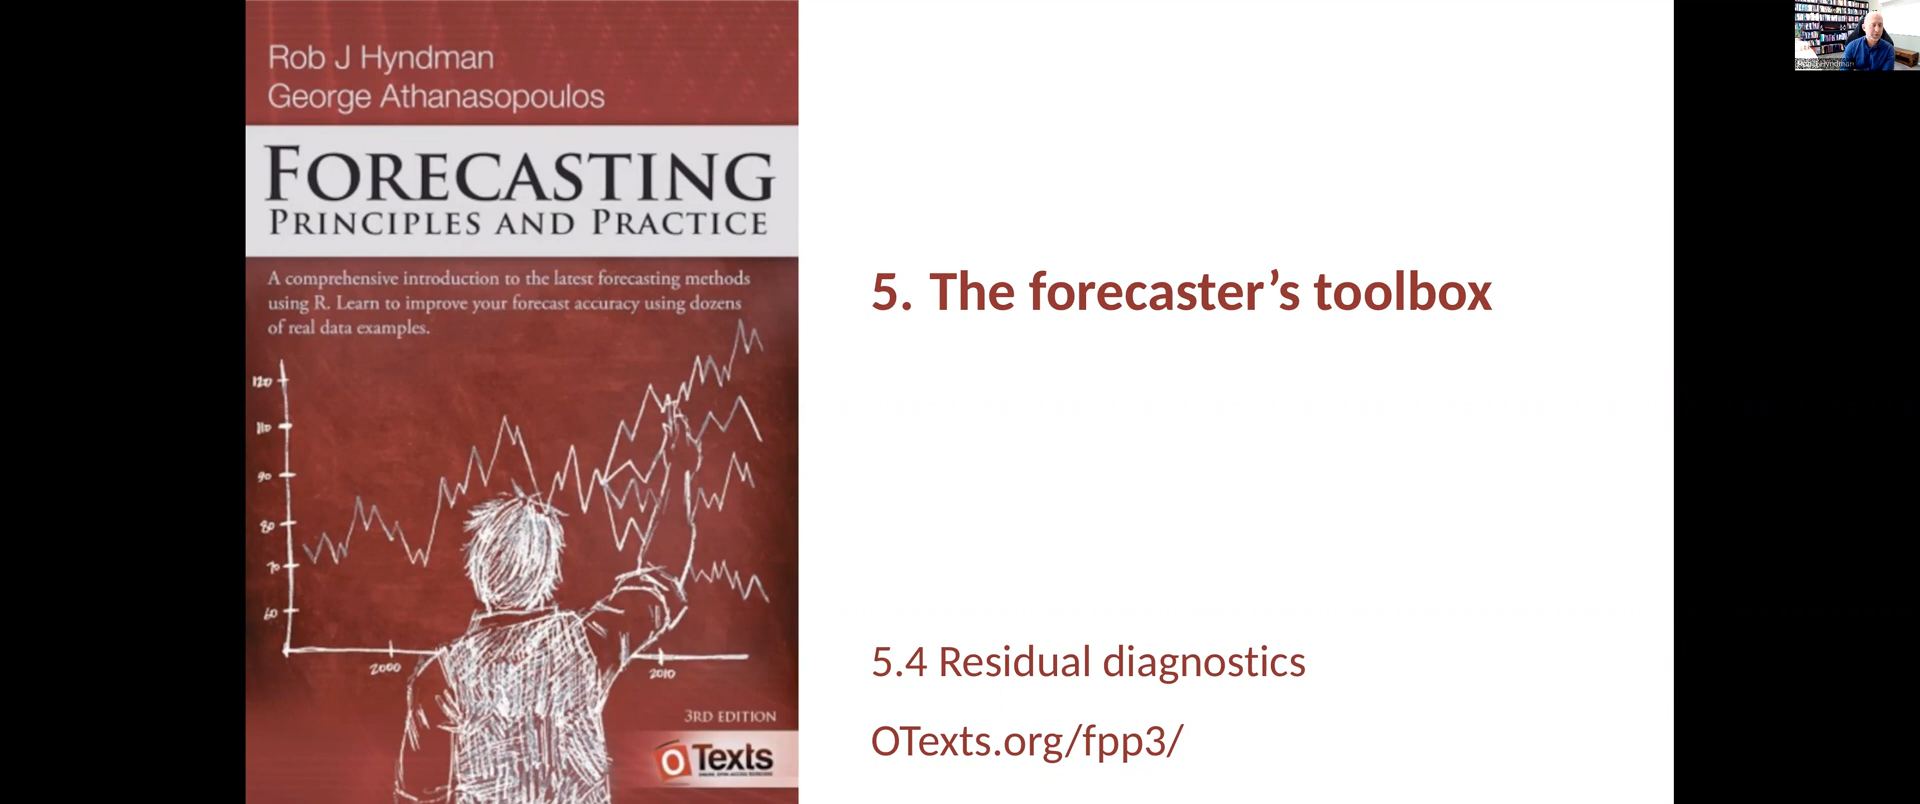 Rob J Hyndman
George Athanasopoulos
FORECASTING
PRINCIPLES AND PRACTICE
A comprehensive introduction to the latest forecasting methods
using R. Learn to improve your forecast accuracy using dozens
of real data examples.
120
110
90
80
70
60
2000
2010
3RD EDITION
OTexts
5. The forecaster’s toolbox
5.4 Residual diagnostics
OTexts.org/fpp3/
Rob J Hyndman